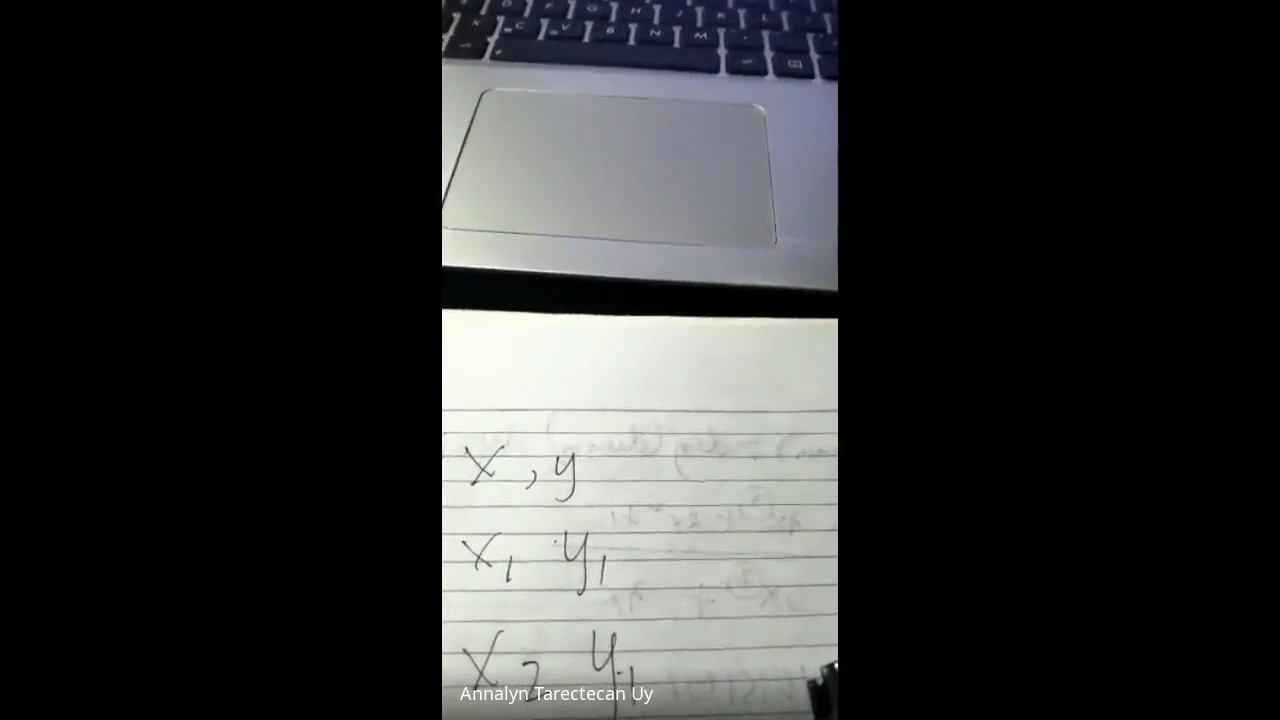 D F G H J K L
X C V B N M
x , y
x₁ y₁
x₂ y₁
Annalyn Tarectecan Uy